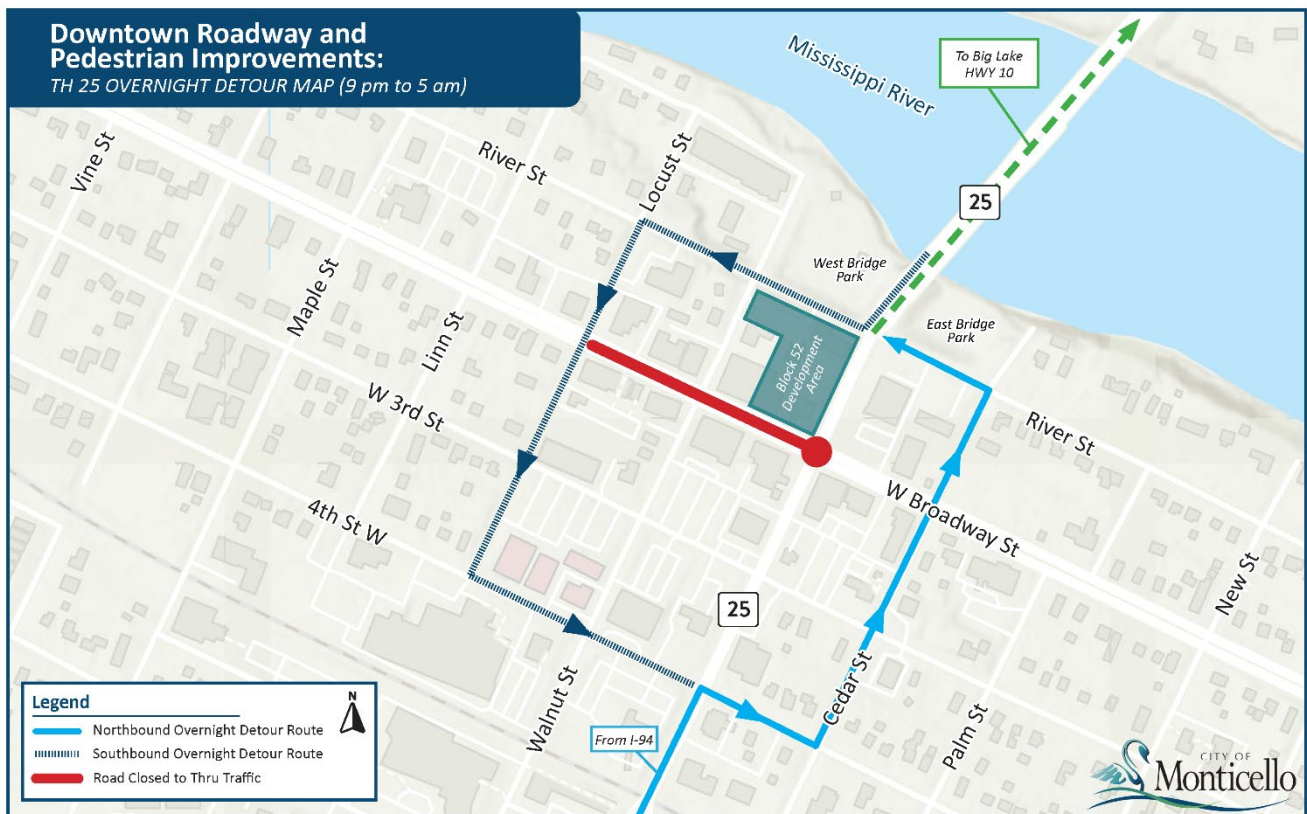 Downtown Roadway and
Pedestrian Improvements:
TH 25 OVERNIGHT DETOUR MAP (9 pm to 5 am)
Mississippi River
To Big Lake
HWY 10
Vine St
River St
Locust St
25
Maple St
Linn St
West Bridge
Park
East Bridge
Park
Block 52
Development
Area
W 3rd St
River St
4th St W
W Broadway St
25
New St
Walnut St
Cedar St
Palm St
From I-94
Legend
N
Northbound Overnight Detour Route
Southbound Overnight Detour Route
Road Closed to Thru Traffic
CITY OF
Monticello